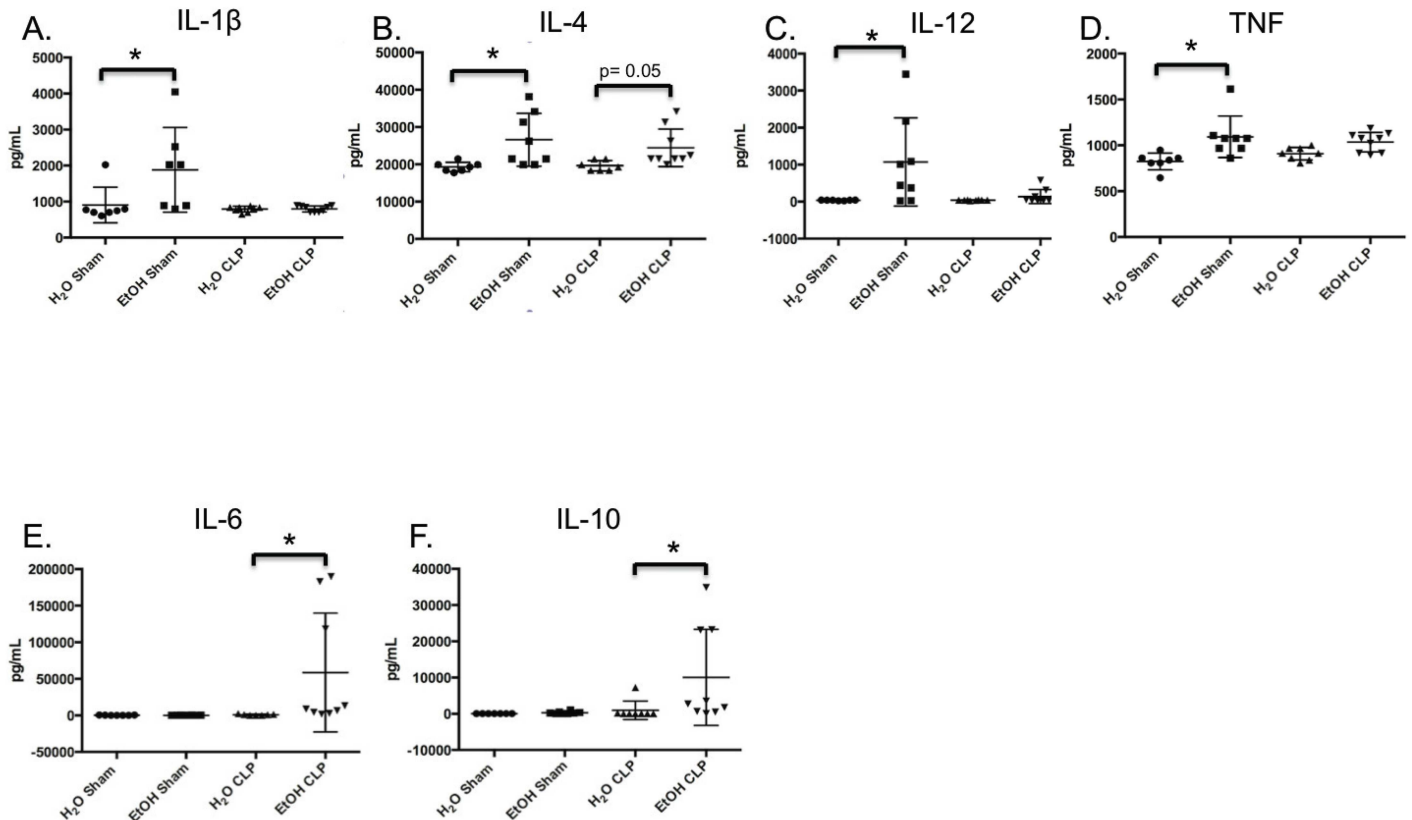 A. IL-1β
*
5000
4000
3000
2000
1000
0
pg/mL
H2O Sham
EtOH Sham
H2O CLP
EtOH CLP
B. IL-4
*
p= 0.05
50000
40000
30000
20000
10000
0
pg/mL
H2O Sham
EtOH Sham
H2O CLP
EtOH CLP
C. IL-12
*
4000
3000
2000
1000
0
-1000
pg/mL
H2O Sham
EtOH Sham
H2O CLP
EtOH CLP
D. TNF
*
2000
1500
1000
500
0
pg/mL
H2O Sham
EtOH Sham
H2O CLP
EtOH CLP
E. IL-6
*
200000
150000
100000
50000
0
-50000
pg/mL
H2O Sham
EtOH Sham
H2O CLP
EtOH CLP
F. IL-10
*
40000
30000
20000
10000
0
-10000
pg/mL
H2O Sham
EtOH Sham
H2O CLP
EtOH CLP